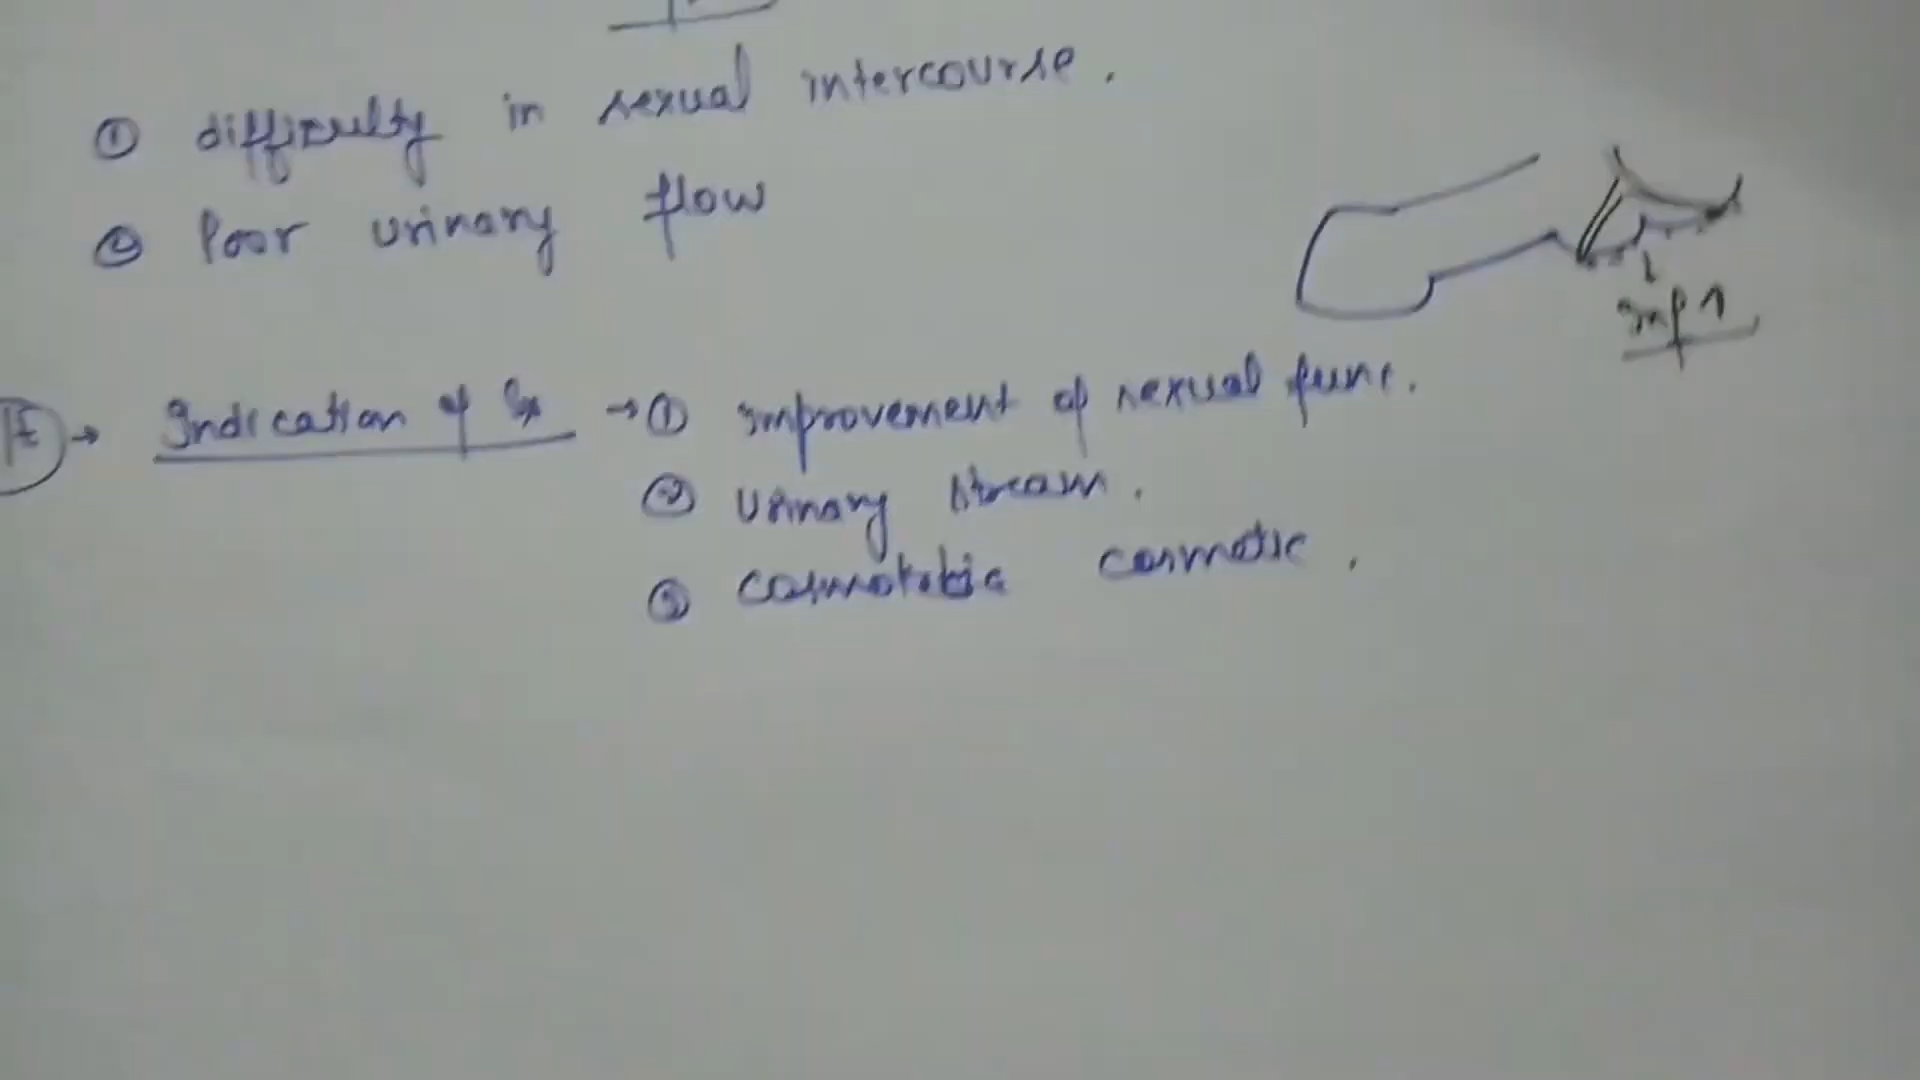 ① difficulty in sexual intercourse.
② Poor urinary flow
Inf ↑
→ Indication of Sx → ① improvement of sexual func.
② Urinary stream.
③ cosmetic.